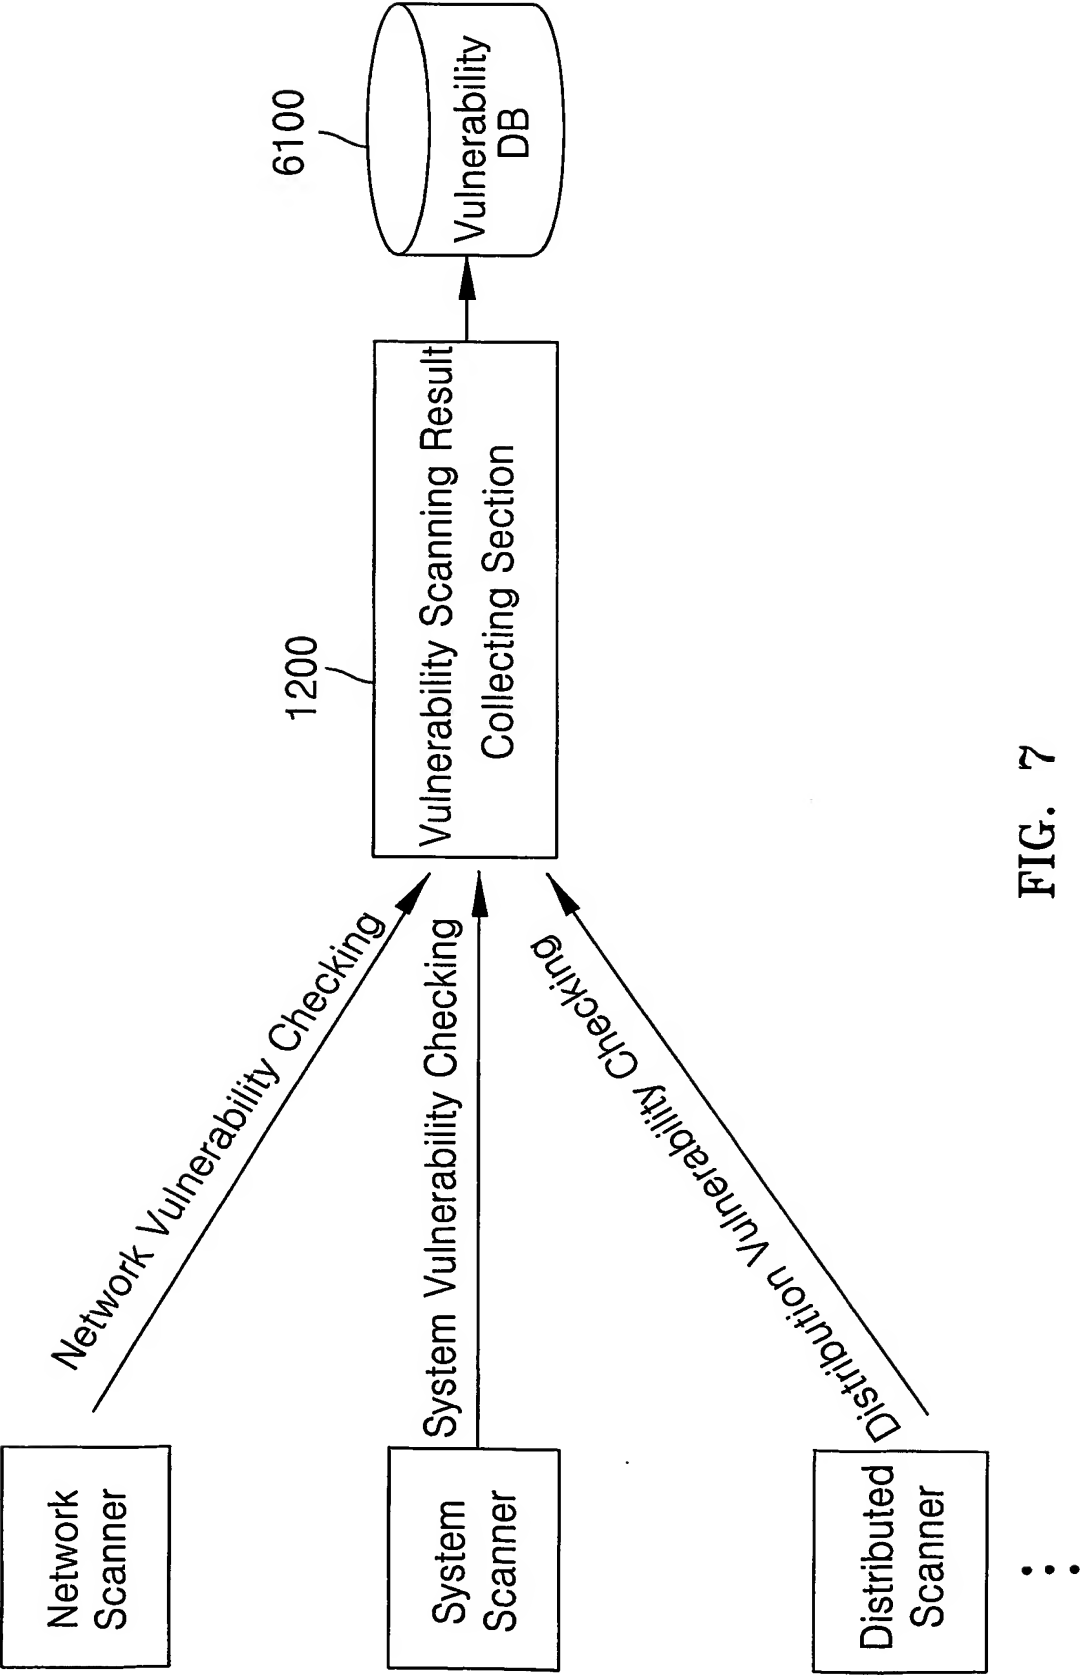 Network
Scanner
System
Scanner
Distributed
Scanner
Network Vulnerability Checking
System Vulnerability Checking
Distribution Vulnerability Checking
1200
Vulnerability Scanning Result
Collecting Section
6100
Vulnerability
DB
FIG. 7